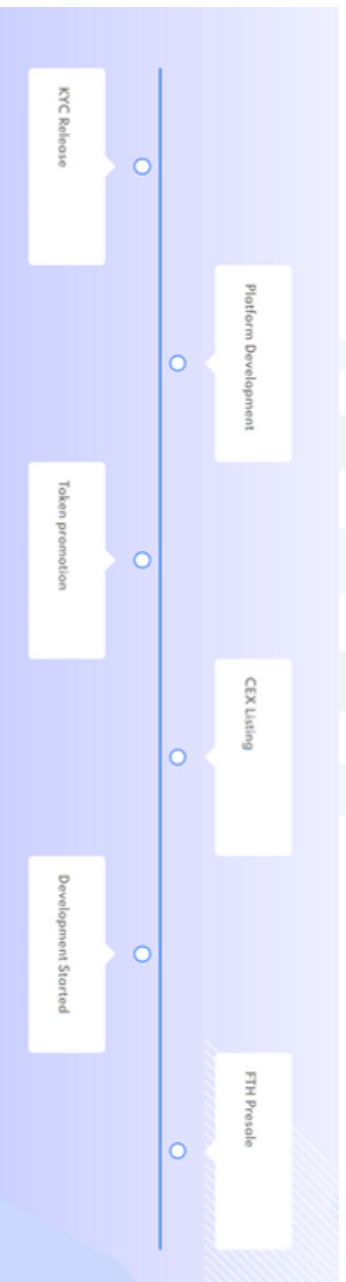 KYC Release
Platform Development
Token promotion
CEX Listing
Development Started
FTH Presale